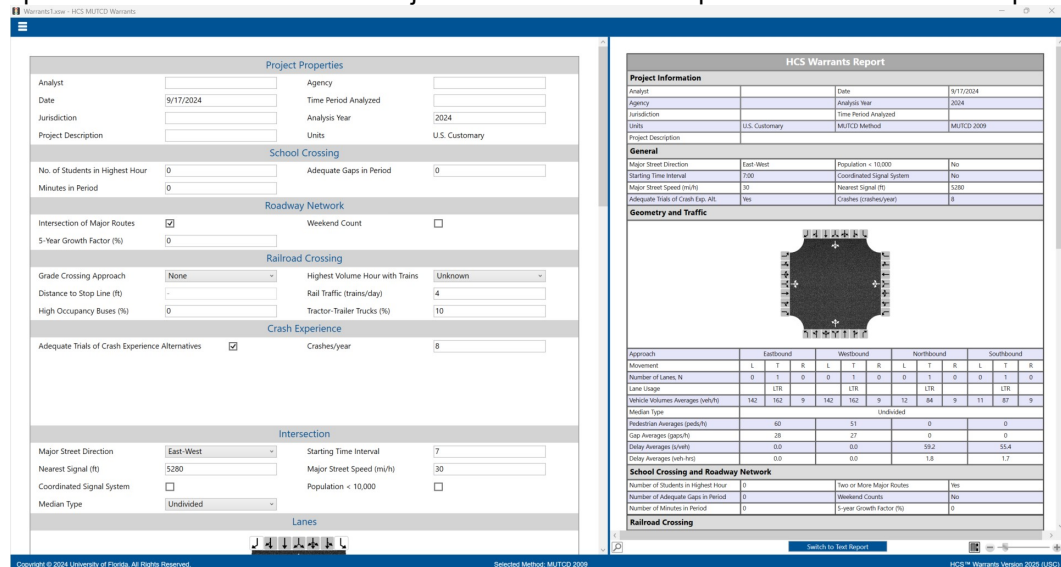 Warrants1.xsw - HCS MUTCD Warrants
Project Properties
Analyst Agency
Date 9/17/2024 Time Period Analyzed
Jurisdiction Analysis Year 2024
Project Description Units U.S. Customary
School Crossing
No. of Students in Highest Hour 0 Adequate Gaps in Period 0
Minutes in Period 0
Roadway Network
Intersection of Major Routes Weekend Count
5-Year Growth Factor (%) 0
Railroad Crossing
Grade Crossing Approach None Highest Volume Hour with Trains Unknown
Distance to Stop Line (ft) - Rail Traffic (trains/day) 4
High Occupancy Buses (%) 0 Tractor-Trailer Trucks (%) 10
Crash Experience
Adequate Trials of Crash Experience Alternatives Crashes/year 8
Intersection
Major Street Direction East-West Starting Time Interval 7
Nearest Signal (ft) 5280 Major Street Speed (mi/h) 30
Coordinated Signal System Population < 10,000
Median Type Undivided
Lanes
HCS Warrants Report
Project Information
Analyst Date 9/17/2024
Agency Analysis Year 2024
Jurisdiction Time Period Analyzed
Units U.S. Customary MUTCD Method MUTCD 2009
Project Description
General
Major Street Direction East-West Population < 10,000 No
Starting Time Interval 7:00 Coordinated Signal System No
Major Street Speed (mi/h) 30 Nearest Signal (ft) 5280
Adequate Trials of Crash Exp. Alt. Yes Crashes (crashes/year) 8
Geometry and Traffic
Approach Eastbound Westbound Northbound Southbound
Movement L T R L T R L T R L T R
Number of Lanes, N 0 1 0 0 1 0 0 1 0 0 1 0
Lane Usage LTR LTR LTR LTR
Vehicle Volumes Averages (veh/h) 142 162 9 142 162 9 12 84 9 11 87 9
Median Type Undivided
Pedestrian Averages (peds/h) 60 51 0 0
Gap Averages (gaps/h) 28 27 0 0
Delay Averages (s/veh) 0.0 0.0 59.2 55.4
Delay Averages (veh-hrs) 0.0 0.0 1.8 1.7
School Crossing and Roadway Network
Number of Students in Highest Hour 0 Two or More Major Routes Yes
Number of Adequate Gaps in Period 0 Weekend Counts No
Number of Minutes in Period 0 5-year Growth Factor (%) 0
Railroad Crossing
Switch to Text Report
Copyright © 2024 University of Florida. All Rights Reserved. Selected Method: MUTCD 2009 HCS™ Warrants Version 2025 (USC)